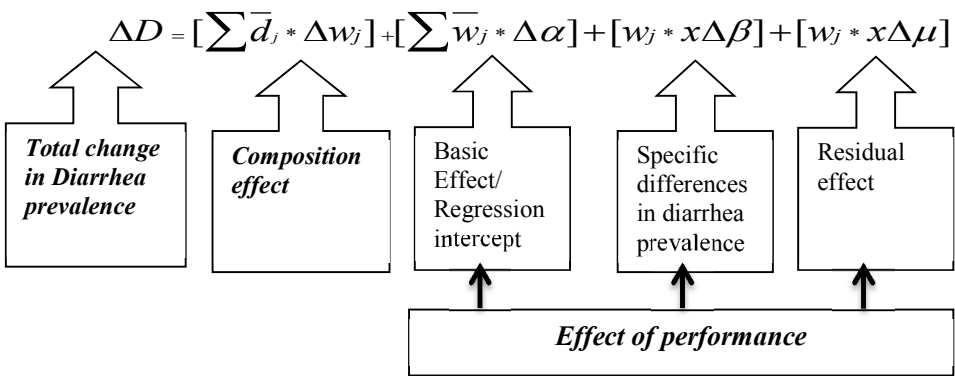 ΔD = [∑d̅ⱼ * Δwⱼ] + [∑w̅ⱼ * Δα] + [wⱼ * xΔβ] + [wⱼ * xΔμ]
Total change
in Diarrhea
prevalence
Composition
effect
Basic
Effect/
Regression
intercept
Specific
differences
in diarrhea
prevalence
Residual
effect
Effect of performance